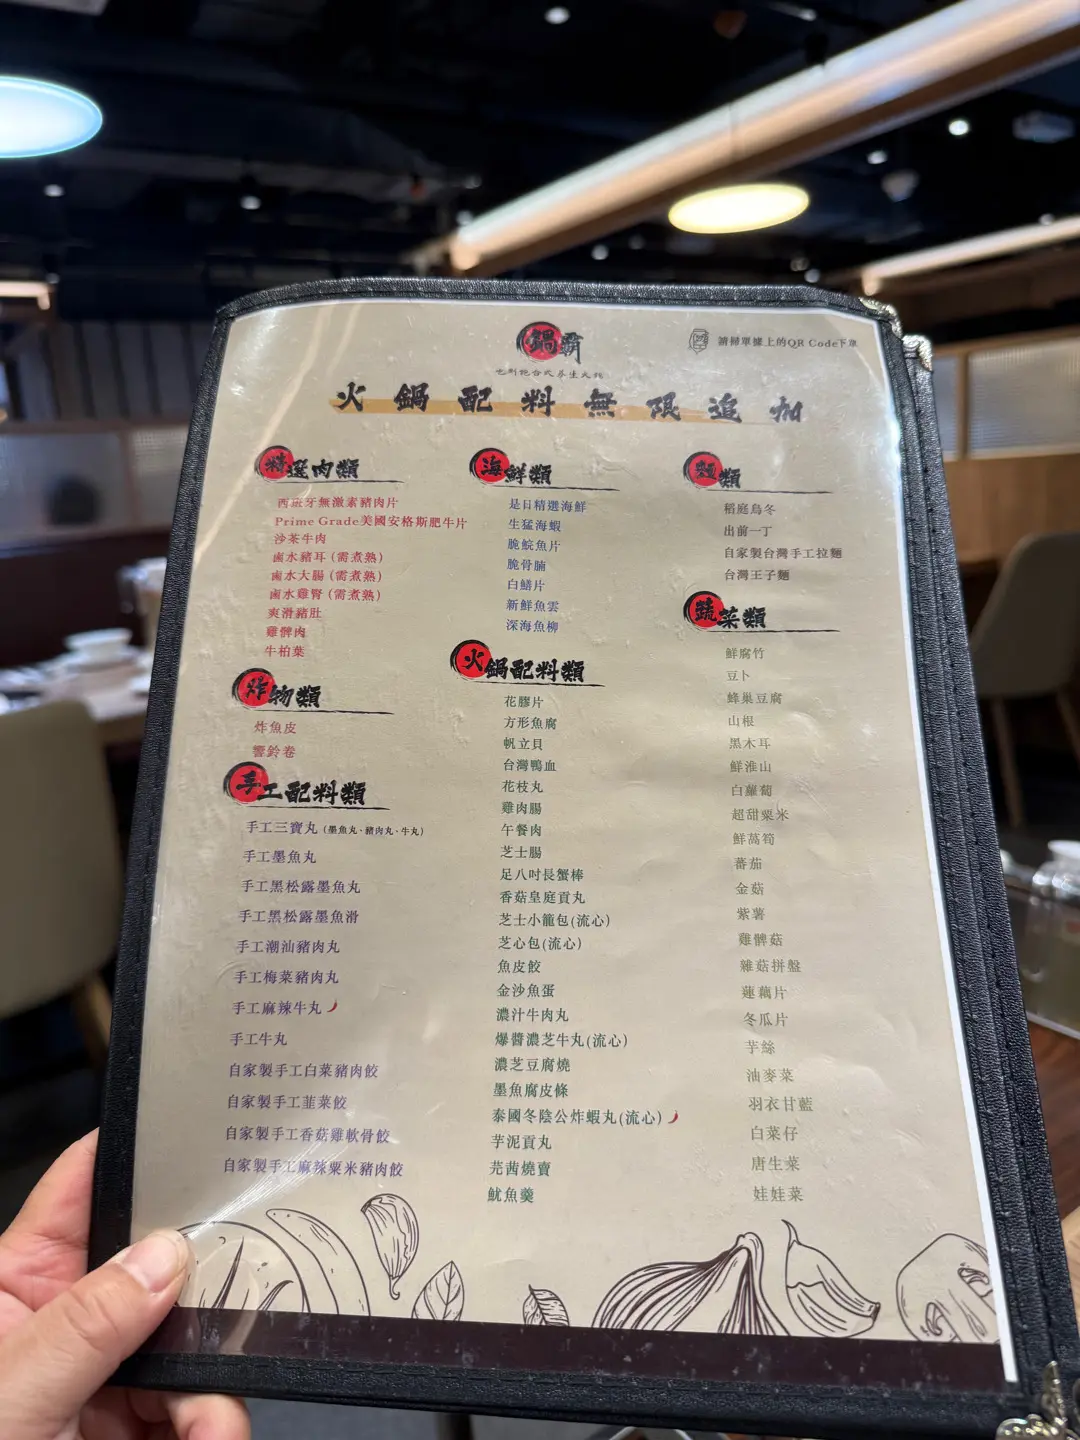 鍋霸
請掃單據上的QR Code下單
火鍋配料無限追加
精選肉類
西班牙無激素豬肉片
Prime Grade美國安格斯肥牛片
沙茶牛肉
鹵水豬耳 (需煮熟)
鹵水大腸 (需煮熟)
鹵水雞腎 (需煮熟)
爽滑豬肚
雞髀肉
牛柏葉
炸物類
炸魚皮
響鈴卷
手工配料類
手工三寶丸 (墨魚丸、豬肉丸、牛丸)
手工墨魚丸
手工黑松露墨魚丸
手工黑松露墨魚滑
手工潮汕豬肉丸
手工梅菜豬肉丸
手工麻辣牛丸
手工牛丸
自家製手工白菜豬肉餃
自家製手工韮菜餃
自家製手工香菇雞軟骨餃
自家製手工麻辣粟米豬肉餃
海鮮類
是日精選海鮮
生猛海蝦
脆鯇魚片
脆骨腩
白鱔片
新鮮魚雲
深海魚柳
火鍋配料類
花膠片
方形魚腐
帆立貝
台灣鴨血
花枝丸
雞肉腸
午餐肉
芝士腸
足八吋長蟹棒
香菇皇庭貢丸
芝士小籠包(流心)
芝心包(流心)
魚皮餃
金沙魚蛋
濃汁牛肉丸
爆醬濃芝牛丸(流心)
濃芝豆腐燒
墨魚腐皮條
泰國冬陰公炸蝦丸(流心)
芋泥貢丸
芫茜燒賣
魷魚羹
麵類
稻庭烏冬
出前一丁
自家製台灣手工拉麵
台灣王子麵
蔬菜類
鮮腐竹
豆卜
蜂巢豆腐
山根
黑木耳
鮮淮山
白蘿蔔
超甜粟米
鮮萵筍
蕃茄
金菇
紫薯
雞髀菇
雜菇拼盤
蓮藕片
冬瓜片
芋絲
油麥菜
羽衣甘藍
白菜仔
唐生菜
娃娃菜